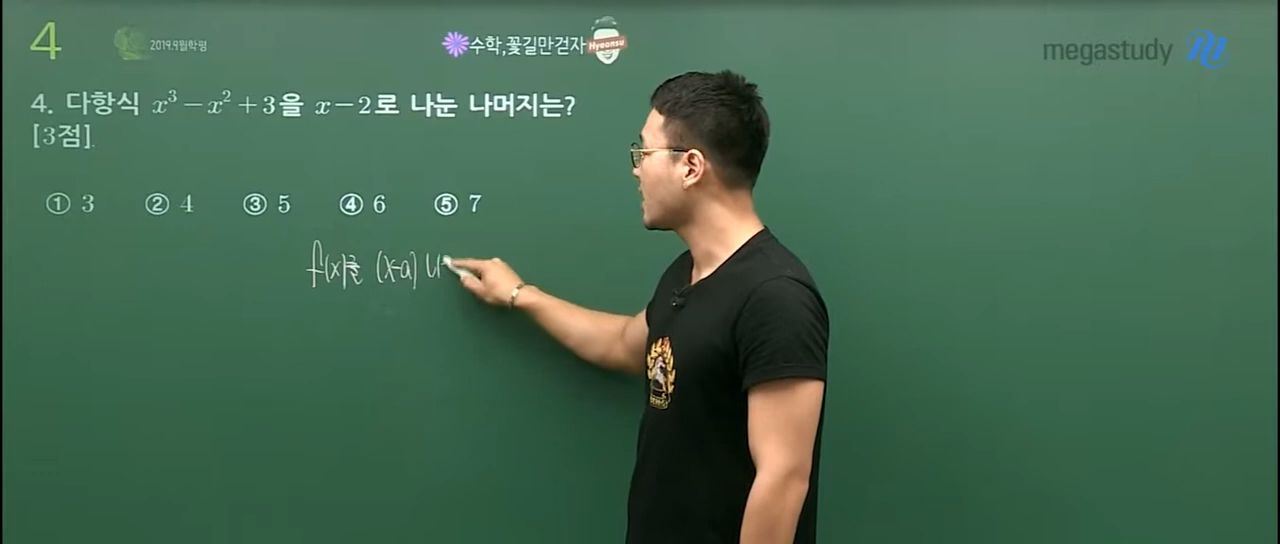 4
2019.9월학평
수학,꽃길만걷자
Hyeonsu
megastudy
4. 다항식 x³ − x² + 3을 x − 2로 나눈 나머지는?
[3점]
① 3 ② 4 ③ 5 ④ 6 ⑤ 7
f(x)를 (x-a)